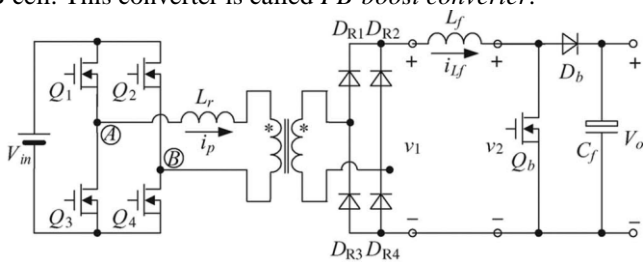 cell. This converter is called FB-boost converter.
D_R1 D_R2
L_f
+ + +
i_Lf
D_b
Q_1 Q_2
L_r
A
* *
i_p
V_in
B
v_1
v_2
Q_b
C_f
V_o
Q_3 Q_4
− − −
D_R3 D_R4